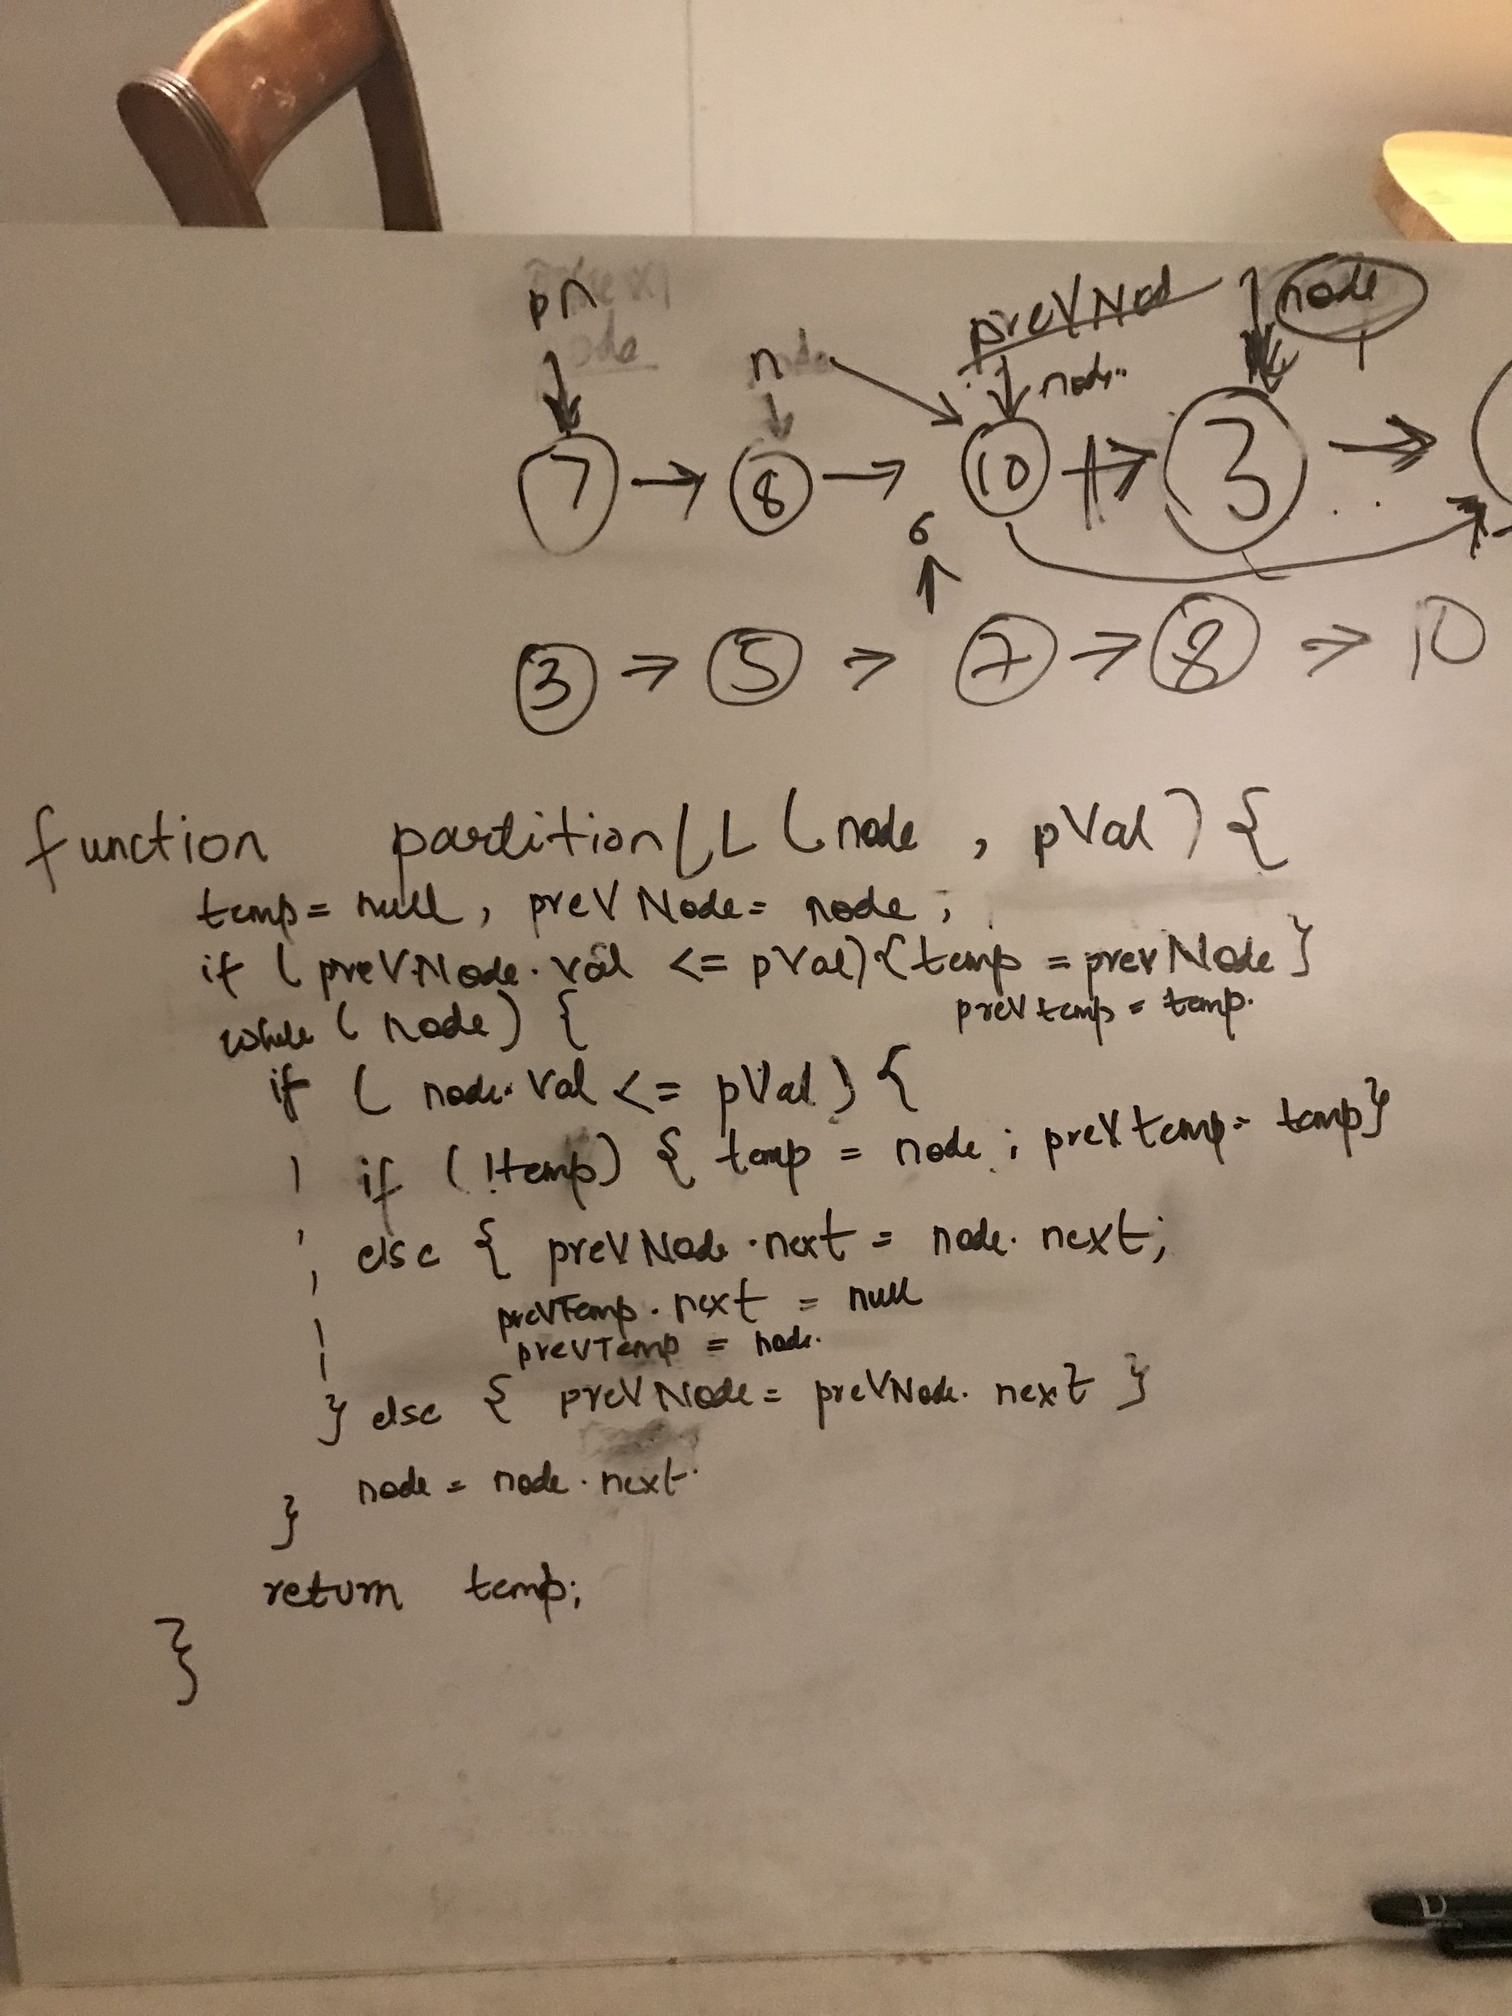 pn
prevNod
node
n
node..
7 → 8 → 10 → 3 →
6
3 → 5 → 7 → 8 → 10
function partitionLL (node , pVal) {
temp = null, prevNode = node ;
if ( prevNode.val <= pVal) { temp = prevNode }
prevtemp = temp.
while ( node ) {
if ( node.val <= pVal ) {
if ( !temp) { temp = node ; prevtemp = temp}
else { prevNode.next = node.next;
prevTemp.next = null
prevTemp = node.
} else { prevNode = prevNode.next }
node = node.next.
}
return temp;
}